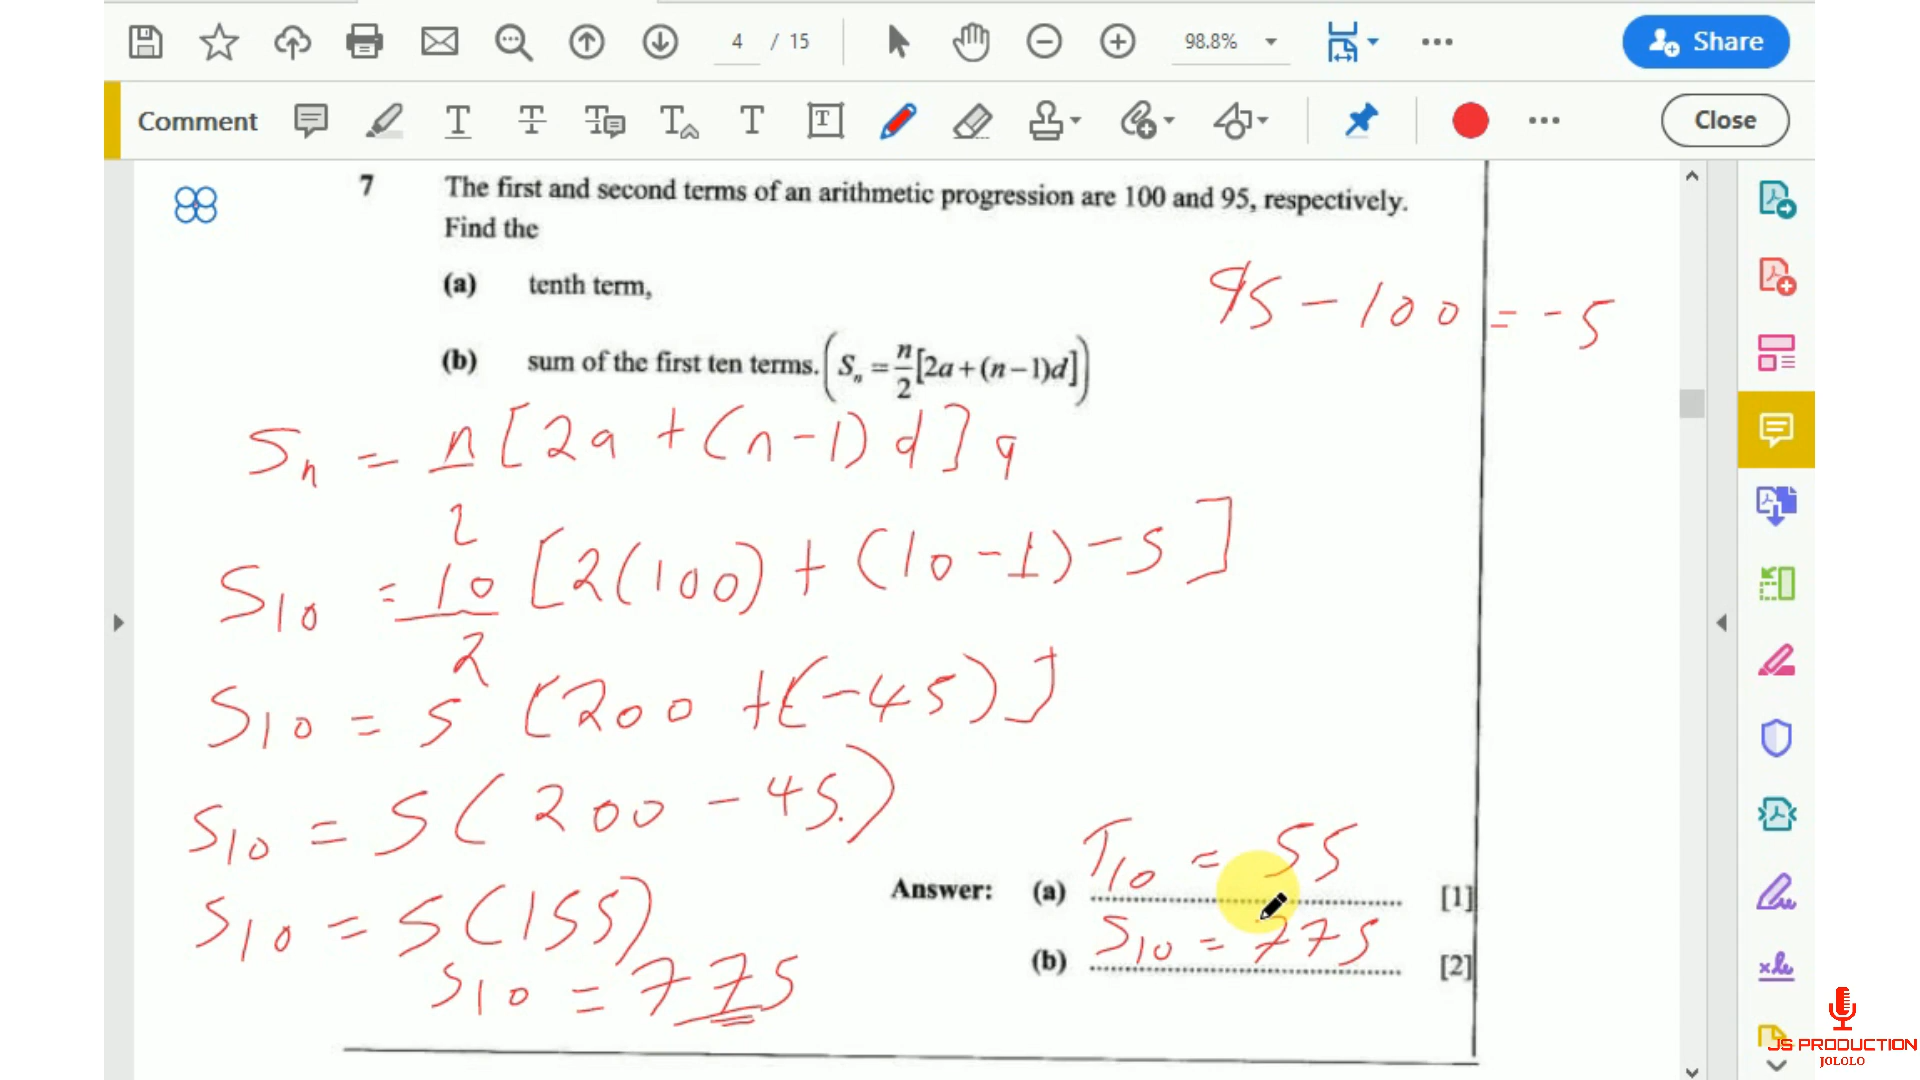 4 / 15
98.8%
Share
Comment
Close
7 The first and second terms of an arithmetic progression are 100 and 95, respectively.
Find the
(a) tenth term,
95 - 100 = -5
(b) sum of the first ten terms. (Sn = n/2 [2a + (n – 1)d])
Sn = n/2 [2a + (n - 1) d] 9
S10 = 10/2 [2(100) + (10 - 1) - 5]
S10 = 5 [200 + (-45)]
S10 = 5 (200 - 45)
S10 = 5 (155)
S10 = 775
Answer: (a) T10 = 55 [1]
(b) S10 = 775 [2]
JS PRODUCTION
JOLOLO